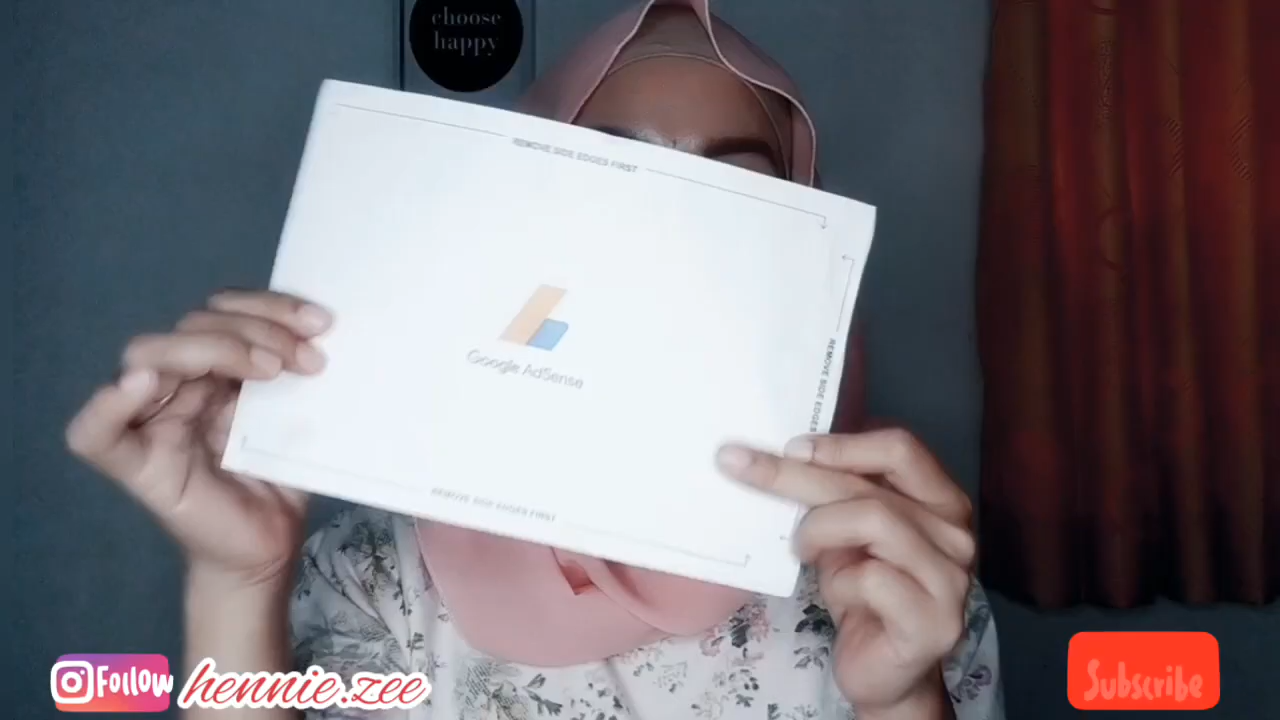 choose
happy
REMOVE SIDE EDGES FIRST
REMOVE SIDE EDGES
Google AdSense
REMOVE SIDE EDGES FIRST
Follow hennie.zee
Subscribe